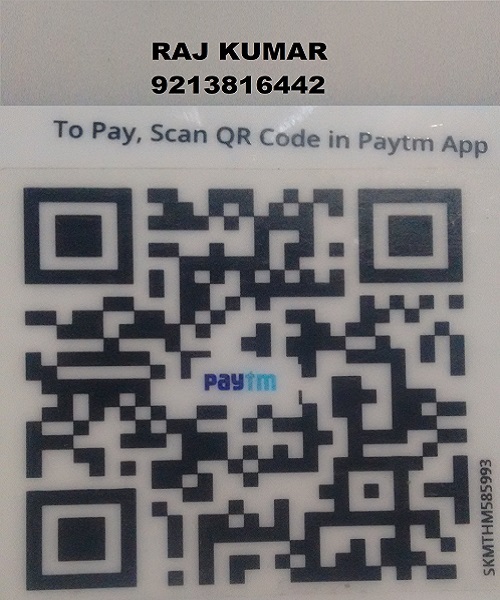 RAJ KUMAR
9213816442
To Pay, Scan QR Code in Paytm App
paytm
SKMTHM585993